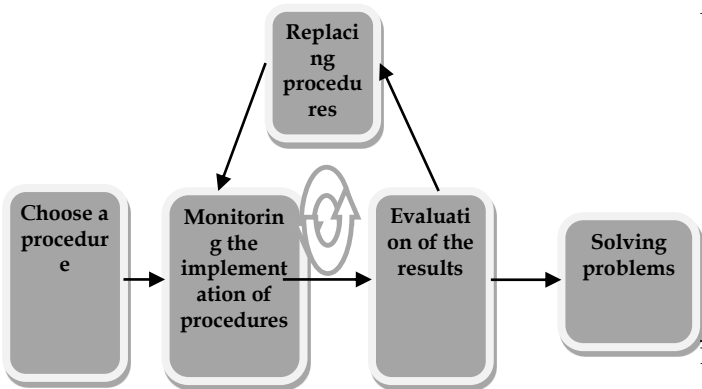 Replaci
ng
procedu
res
Choose a
procedur
e
Monitorin
g the
implement
ation of
procedures
Evaluati
on of the
results
Solving
problems